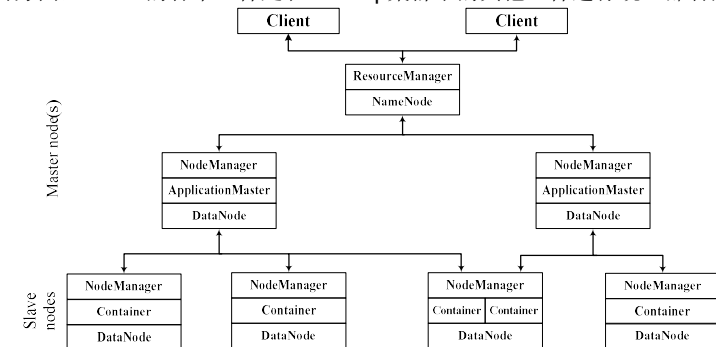 Client Client
ResourceManager
NameNode
Master node(s)
NodeManager NodeManager
ApplicationMaster ApplicationMaster
DataNode DataNode
Slave nodes
NodeManager NodeManager NodeManager NodeManager
Container Container Container Container Container
DataNode DataNode DataNode DataNode